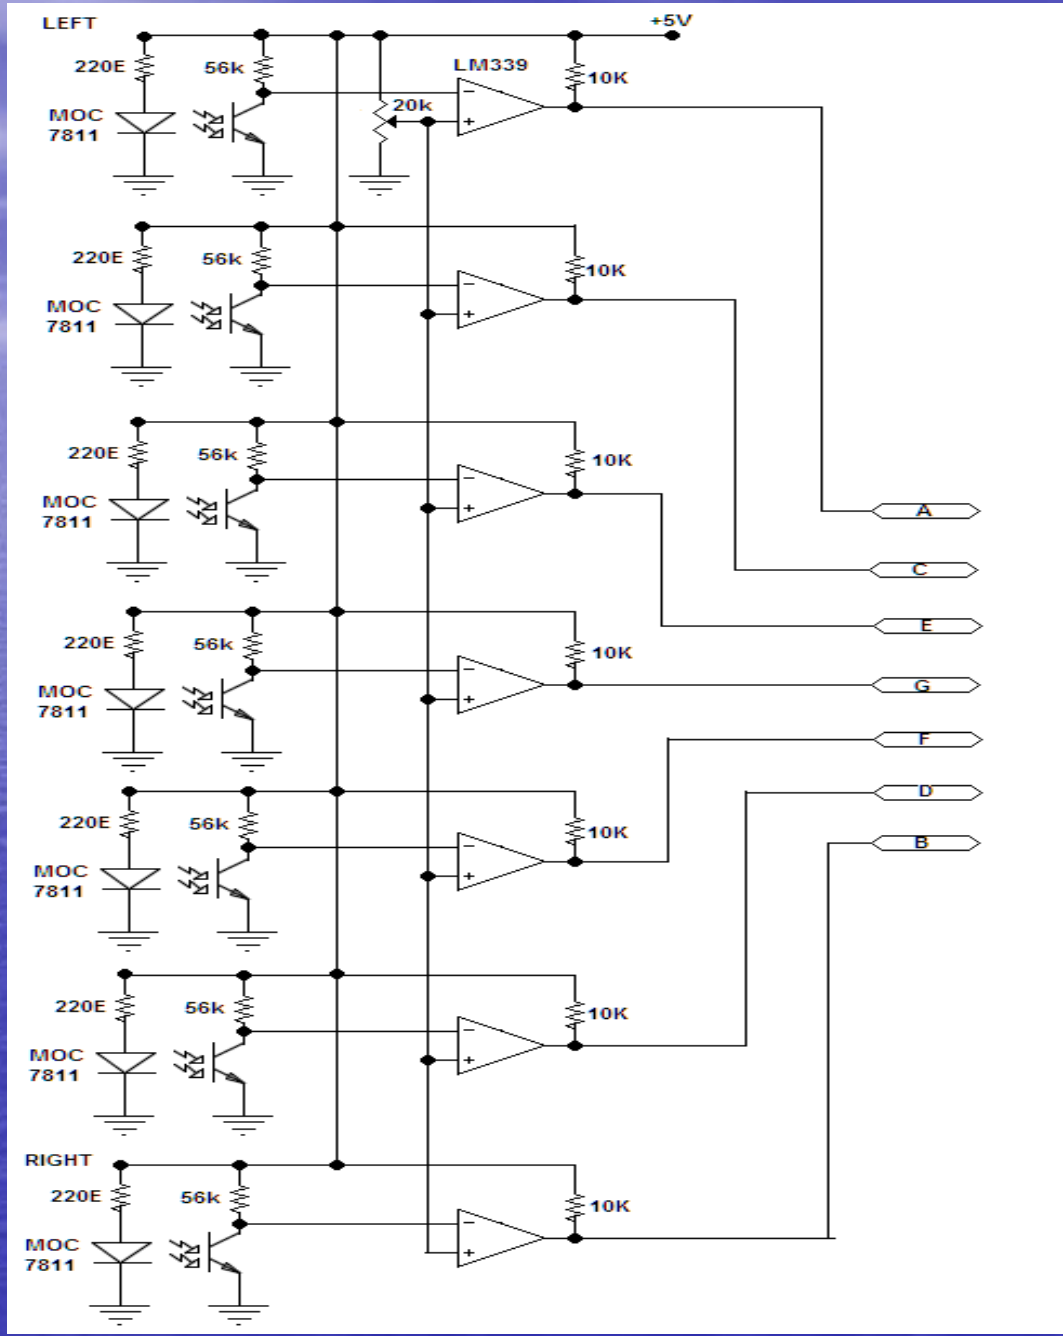 LEFT
+5V
220E
56k
LM339
10K
MOC
7811
20k
-
+
220E
56k
10K
MOC
7811
-
+
220E
56k
10K
MOC
7811
-
+
A
C
E
220E
56k
10K
MOC
7811
-
+
G
F
220E
56k
10K
MOC
7811
-
+
D
B
220E
56k
10K
MOC
7811
-
+
RIGHT
220E
56k
10K
MOC
7811
-
+